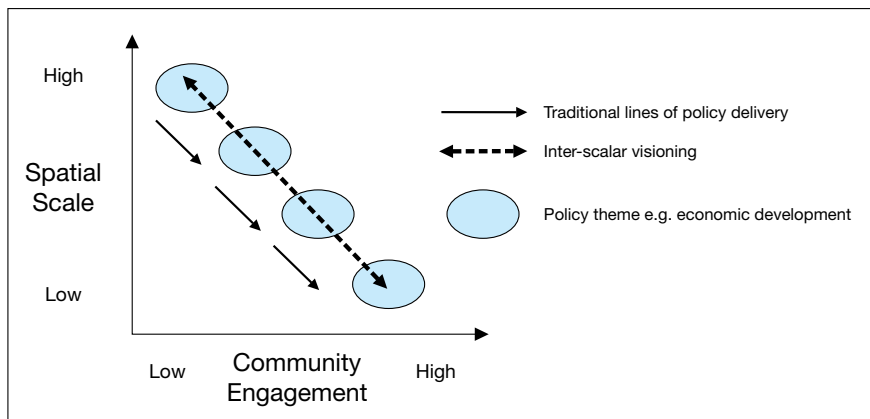 High
Spatial
Scale
Low
Low
Community
Engagement
High
Traditional lines of policy delivery
Inter-scalar visioning
Policy theme e.g. economic development